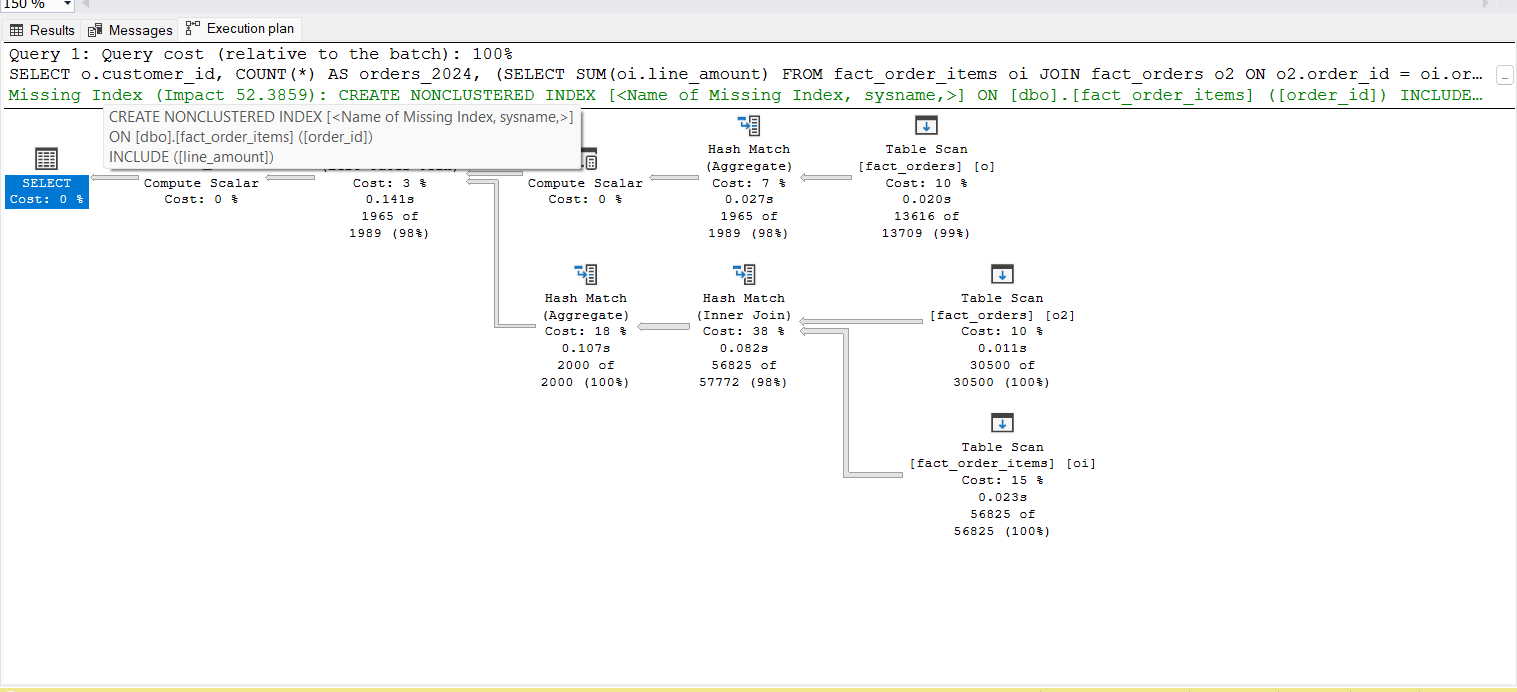 150 %
Results Messages Execution plan
Query 1: Query cost (relative to the batch): 100%
SELECT o.customer_id, COUNT(*) AS orders_2024, (SELECT SUM(oi.line_amount) FROM fact_order_items oi JOIN fact_orders o2 ON o2.order_id = oi.or...
Missing Index (Impact 52.3859): CREATE NONCLUSTERED INDEX [<Name of Missing Index, sysname,>] ON [dbo].[fact_order_items] ([order_id]) INCLUDE...
CREATE NONCLUSTERED INDEX [<Name of Missing Index, sysname,>]
ON [dbo].[fact_order_items] ([order_id])
INCLUDE ([line_amount])
SELECT
Cost: 0 %
Compute Scalar
Cost: 0 %
Cost: 3 %
0.141s
1965 of
1989 (98%)
Compute Scalar
Cost: 0 %
Hash Match
(Aggregate)
Cost: 7 %
0.027s
1965 of
1989 (98%)
Table Scan
[fact_orders] [o]
Cost: 10 %
0.020s
13616 of
13709 (99%)
Hash Match
(Aggregate)
Cost: 18 %
0.107s
2000 of
2000 (100%)
Hash Match
(Inner Join)
Cost: 38 %
0.082s
56825 of
57772 (98%)
Table Scan
[fact_orders] [o2]
Cost: 10 %
0.011s
30500 of
30500 (100%)
Table Scan
[fact_order_items] [oi]
Cost: 15 %
0.023s
56825 of
56825 (100%)